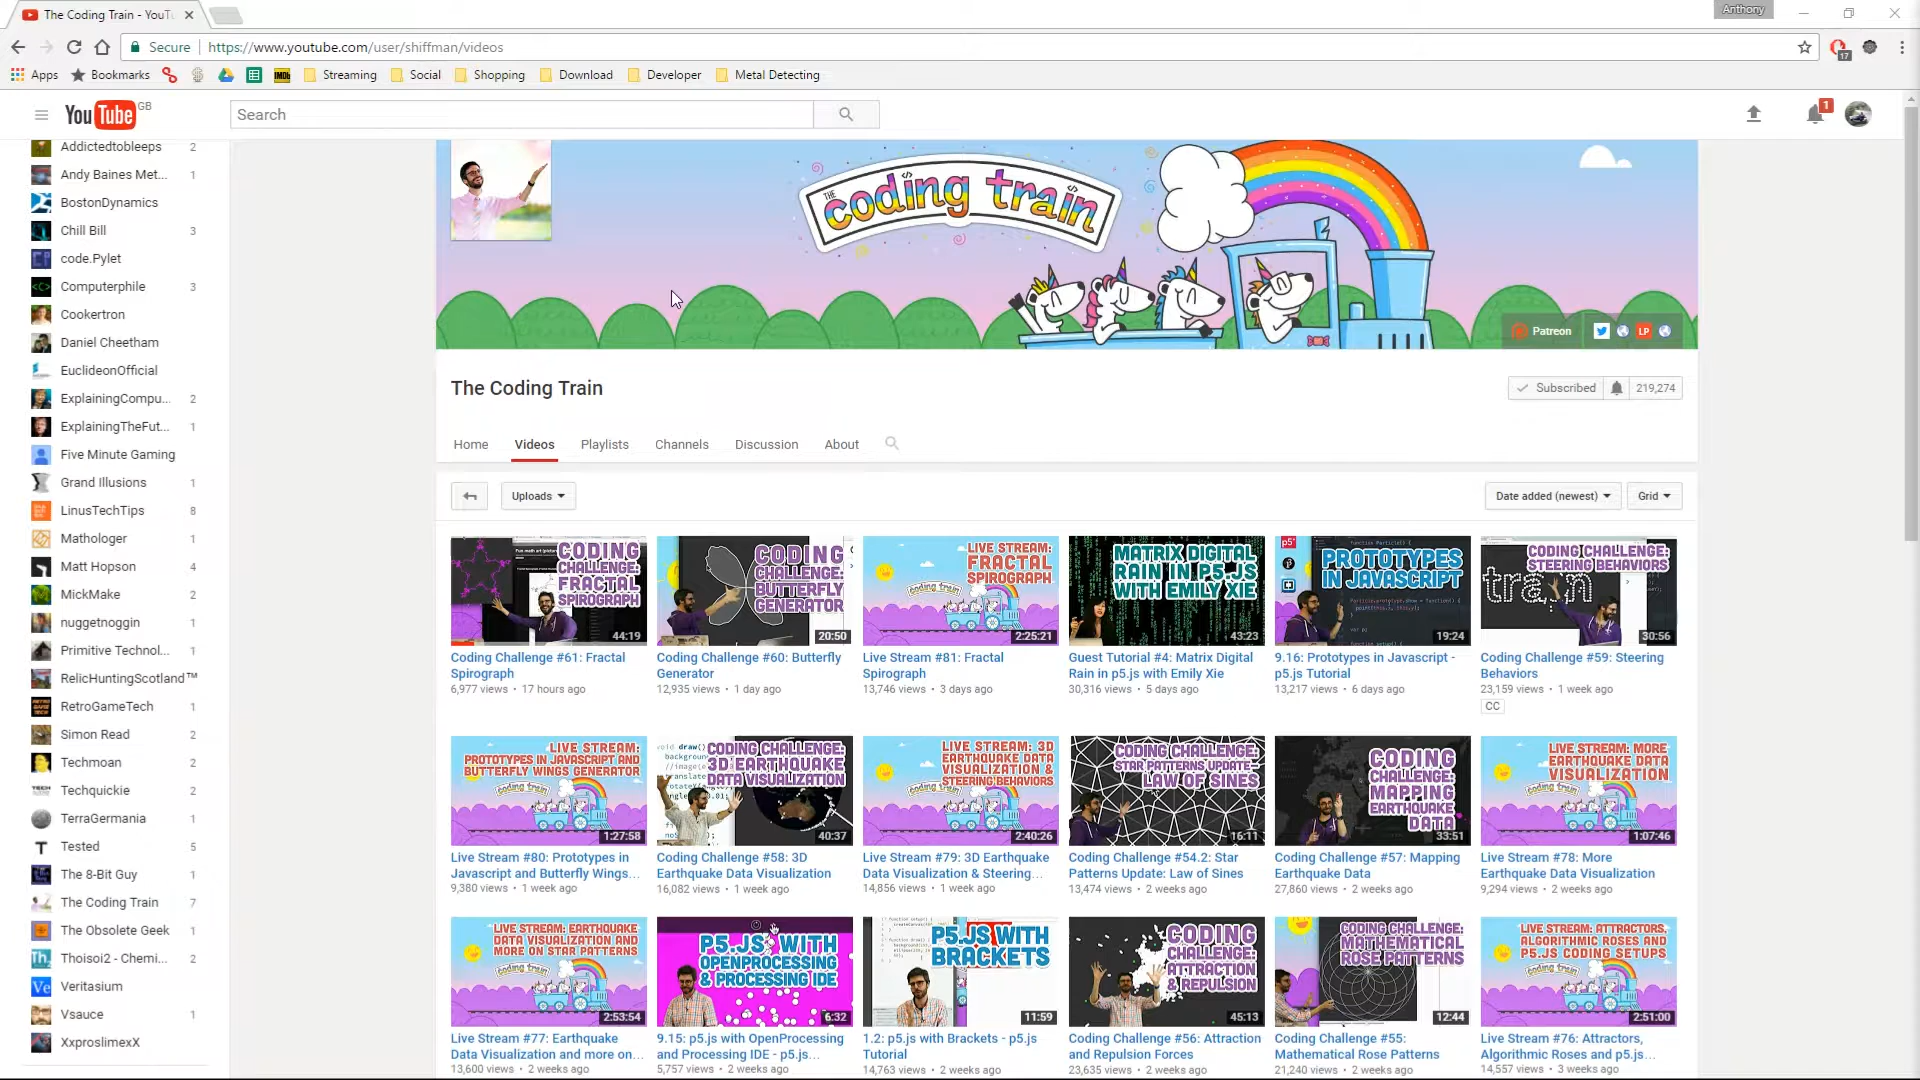 The Coding Train - YouTu
Anthony
Secure
https://www.youtube.com/user/shiffman/videos
17
Apps
Bookmarks
IMDb
Streaming
Social
Shopping
Download
Developer
Metal Detecting
YouTube GB
Search
1
Addictedtobleeps 2
Andy Baines Met... 1
BostonDynamics
Chill Bill 3
code.Pylet
Computerphile 3
Cookertron
Daniel Cheetham
EuclideonOfficial
ExplainingCompu... 2
ExplainingTheFut... 1
Five Minute Gaming
Grand Illusions 1
LinusTechTips 8
Mathologer 1
Matt Hopson 4
MickMake 2
nuggetnoggin 1
Primitive Technol... 1
RelicHuntingScotland™
RetroGameTech 1
Simon Read 2
Techmoan 2
Techquickie 2
TerraGermania 1
Tested 5
The 8-Bit Guy 1
The Coding Train 7
The Obsolete Geek 1
Thoisoi2 - Chemi... 2
Veritasium
Vsauce 1
XxproslimexX
THE coding train
Patreon
LP
The Coding Train
Subscribed 219,274
Home
Videos
Playlists
Channels
Discussion
About
Uploads
Date added (newest)
Grid
CODING CHALLENGE: FRACTAL SPIROGRAPH
44:19
Coding Challenge #61: Fractal
Spirograph
6,977 views • 17 hours ago
CODING CHALLENGE: BUTTERFLY GENERATOR
20:50
Coding Challenge #60: Butterfly
Generator
12,935 views • 1 day ago
LIVE STREAM: FRACTAL SPIROGRAPH
coding train
2:25:21
Live Stream #81: Fractal
Spirograph
13,746 views • 3 days ago
MATRIX DIGITAL RAIN IN P5.JS WITH EMILY XIE
43:23
Guest Tutorial #4: Matrix Digital
Rain in p5.js with Emily Xie
30,316 views • 5 days ago
p5*
PROTOTYPES IN JAVASCRIPT
19:24
9.16: Prototypes in Javascript -
p5.js Tutorial
13,217 views • 6 days ago
CODING CHALLENGE: STEERING BEHAVIORS
train
30:56
Coding Challenge #59: Steering
Behaviors
23,159 views • 1 week ago
CC
LIVE STREAM: PROTOTYPES IN JAVASCRIPT AND BUTTERFLY WINGS GENERATOR
coding train
1:27:58
Live Stream #80: Prototypes in
Javascript and Butterfly Wings...
9,380 views • 1 week ago
void draw()
CODING CHALLENGE: 3D EARTHQUAKE DATA VISUALIZATION
40:37
Coding Challenge #58: 3D
Earthquake Data Visualization
16,082 views • 1 week ago
LIVE STREAM: 3D EARTHQUAKE DATA VISUALIZATION & STEERING BEHAVIORS
coding train
2:40:26
Live Stream #79: 3D Earthquake
Data Visualization & Steering...
14,856 views • 1 week ago
CODING CHALLENGE: STAR PATTERNS UPDATE: LAW OF SINES
16:11
Coding Challenge #54.2: Star
Patterns Update: Law of Sines
13,474 views • 2 weeks ago
CODING CHALLENGE MAPPING EARTHQUAKE DATA
33:51
Coding Challenge #57: Mapping
Earthquake Data
27,860 views • 2 weeks ago
LIVE STREAM: MORE EARTHQUAKE DATA VISUALIZATION
coding train
1:07:46
Live Stream #78: More
Earthquake Data Visualization
9,294 views • 2 weeks ago
LIVE STREAM: EARTHQUAKE DATA VISUALIZATION AND MORE ON STAR PATTERNS
coding train
2:53:54
Live Stream #77: Earthquake
Data Visualization and more on...
13,600 views • 2 weeks ago
P5.JS WITH OPENPROCESSING & PROCESSING IDE
6:32
9.15: p5.js with OpenProcessing
and Processing IDE - p5.js...
5,757 views • 2 weeks ago
P5.JS WITH BRACKETS
11:59
1.2: p5.js with Brackets - p5.js
Tutorial
14,763 views • 2 weeks ago
CODING CHALLENGE: ATTRACTION & REPULSION
45:13
Coding Challenge #56: Attraction
and Repulsion Forces
23,635 views • 2 weeks ago
CODING CHALLENGE: MATHEMATICAL ROSE PATTERNS
12:44
Coding Challenge #55:
Mathematical Rose Patterns
21,240 views • 2 weeks ago
LIVE STREAM: ATTRACTORS, ALGORITHMIC ROSES AND P5.JS CODING SETUPS
coding train
2:51:00
Live Stream #76: Attractors,
Algorithmic Roses and p5.js...
14,557 views • 3 weeks ago